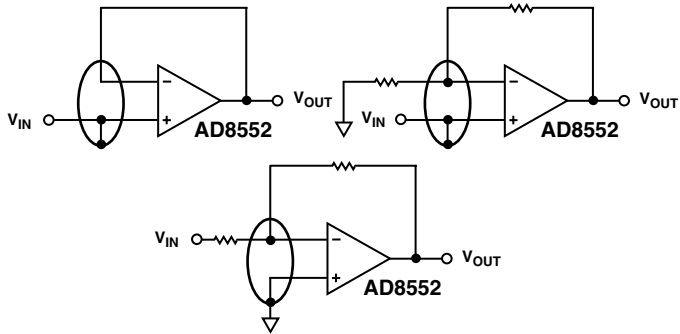 V_IN
−
+
AD8552
V_OUT
V_IN
−
+
AD8552
V_OUT
V_IN
−
+
AD8552
V_OUT